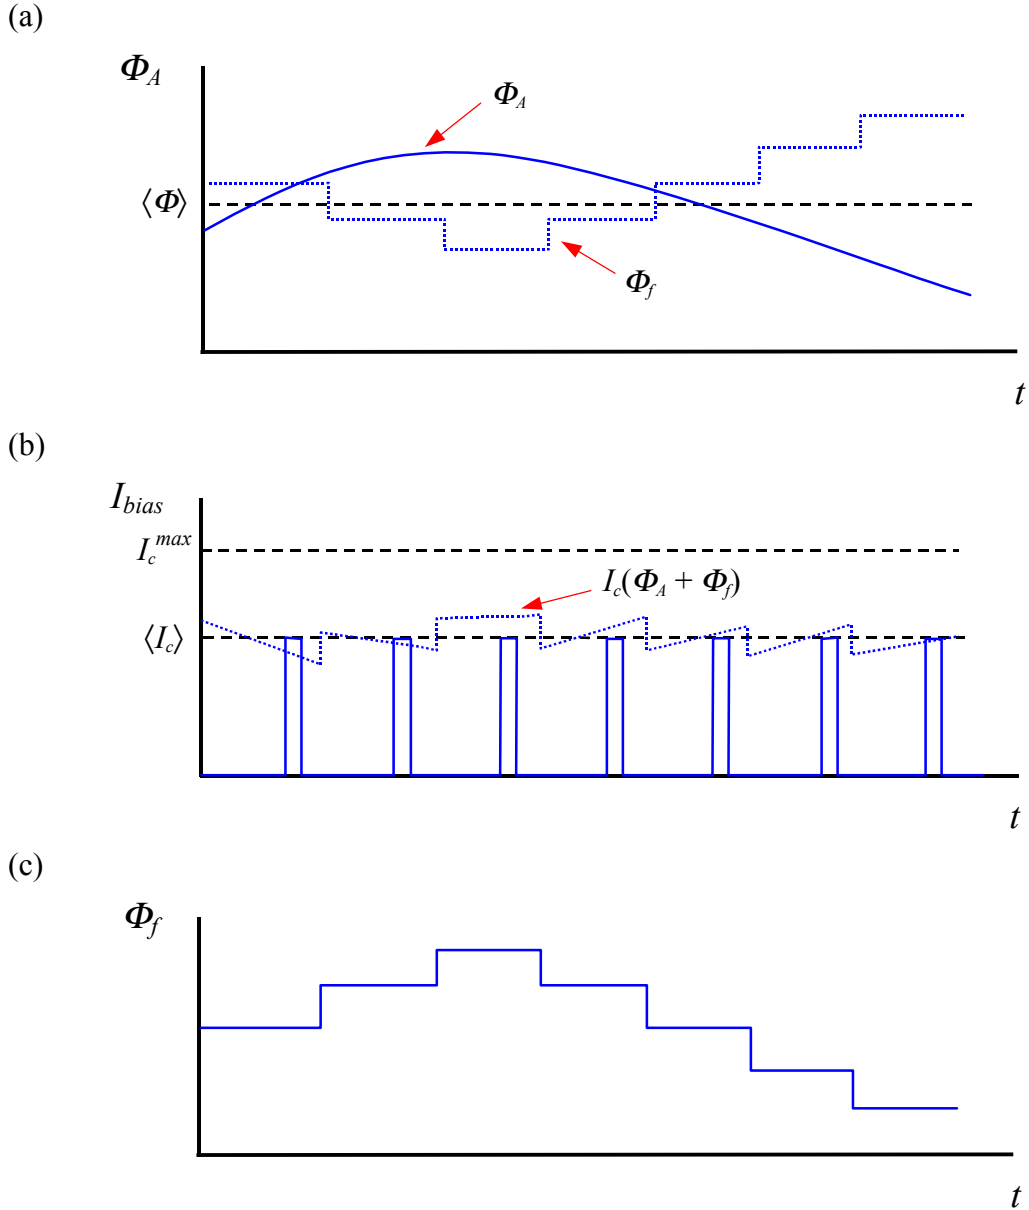 (a)
Φ_A
Φ_A
⟨Φ⟩
Φ_f
t
(b)
I_bias
I_c^max
I_c(Φ_A + Φ_f)
⟨I_c⟩
t
(c)
Φ_f
t